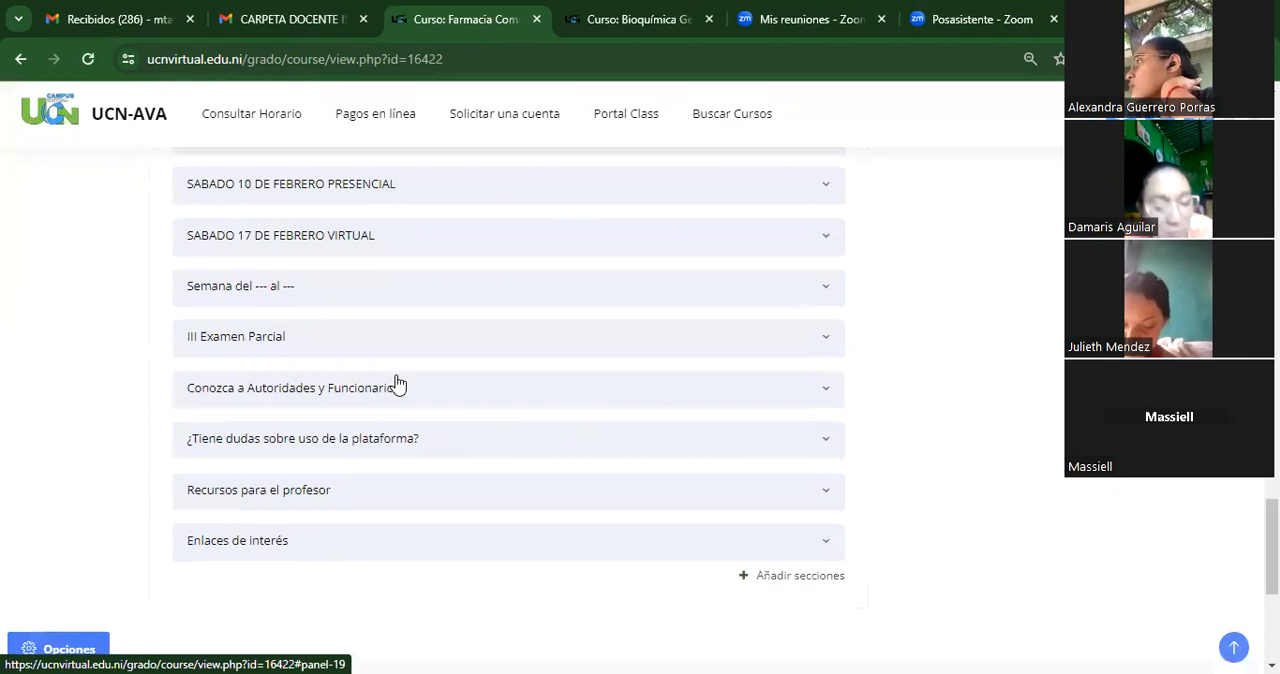 Recibidos (286) - mta
CARPETA DOCENTE I
Curso: Farmacia Com
Curso: Bioquímica Ge
zm Mis reuniones - Zoom
zm Posasistente - Zoom
ucnvirtual.edu.ni/grado/course/view.php?id=16422
CAMPUS
UCN
UCN-AVA
Consultar Horario
Pagos en línea
Solicitar una cuenta
Portal Class
Buscar Cursos
SABADO 10 DE FEBRERO PRESENCIAL
SABADO 17 DE FEBRERO VIRTUAL
Semana del --- al ---
III Examen Parcial
Conozca a Autoridades y Funcionario
¿Tiene dudas sobre uso de la plataforma?
Recursos para el profesor
Enlaces de interés
+ Añadir secciones
Opciones
https://ucnvirtual.edu.ni/grado/course/view.php?id=16422#panel-19
Alexandra Guerrero Porras
Damaris Aguilar
Julieth Mendez
Massiell
Massiell